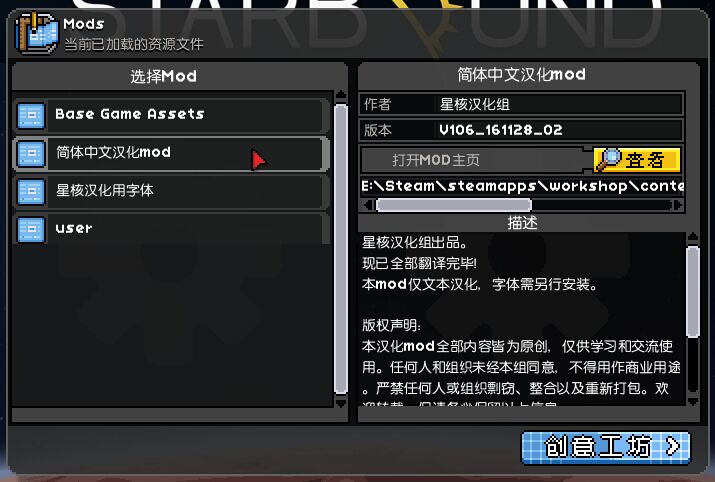 STARBOUND
Mods
当前已加载的资源文件
选择Mod
Base Game Assets
简体中文汉化mod
星核汉化用字体
user
简体中文汉化mod
作者 星核汉化组
版本 V106_161128_02
打开MOD主页 查看
E:\Steam\steamapps\workshop\conte
描述
星核汉化组出品。
现已全部翻译完毕!
本mod仅文本汉化, 字体需另行安装。
版权声明:
本汉化mod全部内容皆为原创, 仅供学习和交流使
用。任何人和组织未经本组同意, 不得用作商业用途
。严禁任何人或组织剽窃、整合以及重新打包。欢
创意工坊